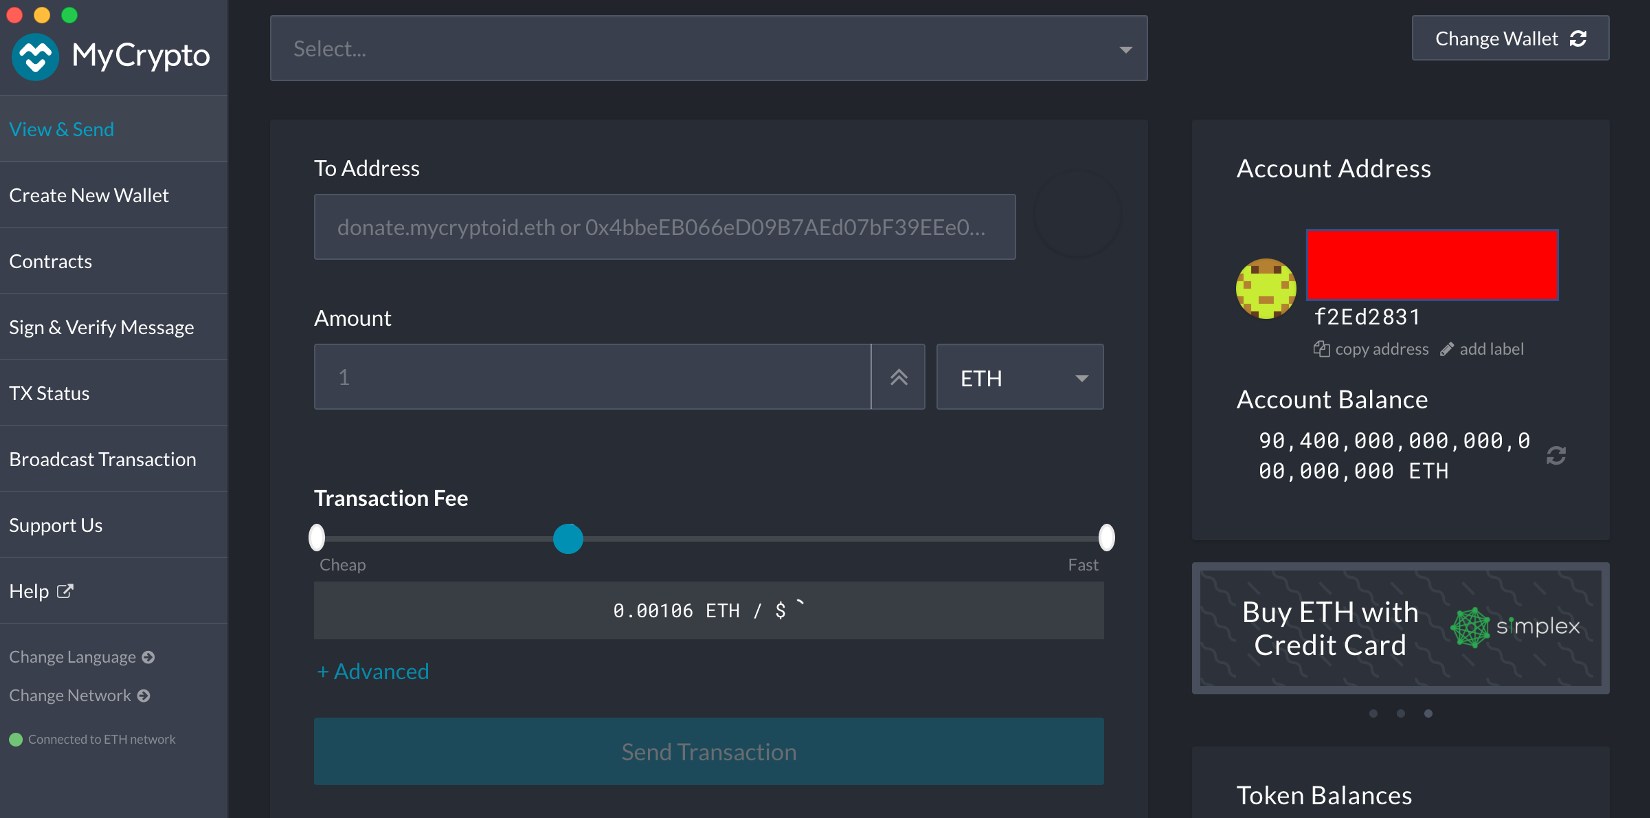 MyCrypto
View & Send
Create New Wallet
Contracts
Sign & Verify Message
TX Status
Broadcast Transaction
Support Us
Help
Change Language
Change Network
Connected to ETH network
Select...
To Address
donate.mycryptoid.eth or 0x4bbeEB066eD09B7AEd07bF39EEe0...
Amount
1
ETH
Transaction Fee
Cheap
Fast
0.00106 ETH / $ `
+ Advanced
Send Transaction
Change Wallet
Account Address
f2Ed2831
copy address
add label
Account Balance
90,400,000,000,000,0
00,000,000 ETH
Buy ETH with
Credit Card
simplex
Token Balances